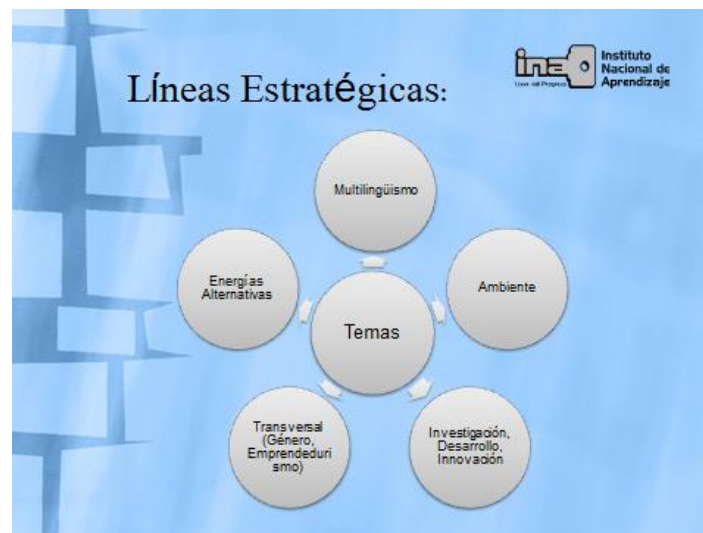 Líneas Estratégicas:
ina
Instituto
Nacional de
Aprendizaje
Multilingüismo
Ambiente
Investigación,
Desarrollo,
Innovación
Transversal
(Género,
Emprendeduri
smo)
Energías
Alternativas
Temas